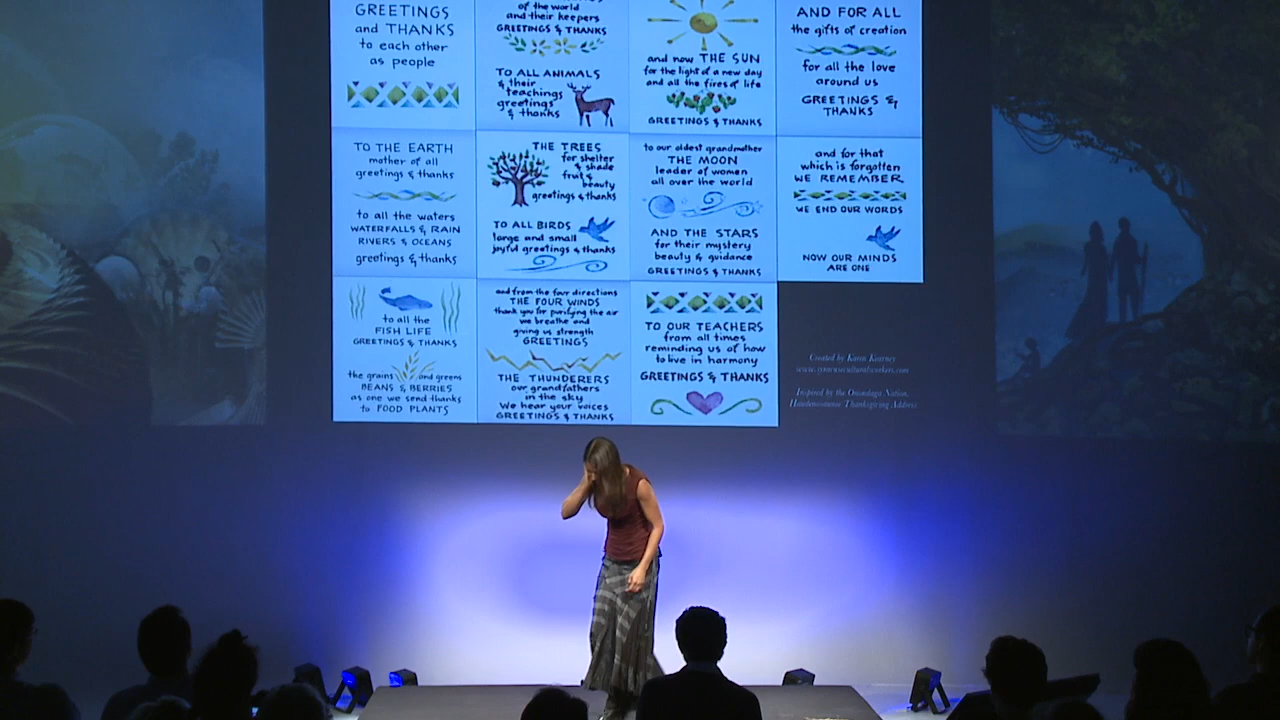 GREETINGS
and THANKS
to each other
as people
TO THE EARTH
mother of all
greetings & thanks
to all the waters
WATERFALLS & RAIN
RIVERS & OCEANS
greetings & thanks
to all the
FISH LIFE
GREETINGS & THANKS
the grains and greens
BEANS & BERRIES
as one we send thanks
to FOOD PLANTS
of the world
and their keepers
GREETINGS & THANKS
TO ALL ANIMALS
& their
teachings
greetings
& thanks
THE TREES
for shelter
& shade
fruit &
beauty
greetings & thanks
TO ALL BIRDS
large and small
joyful greetings & thanks
and from the four directions
THE FOUR WINDS
thank you for purifying the air
we breathe and
giving us strength
GREETINGS
THE THUNDERERS
our grandfathers
in the sky
We hear your voices
GREETINGS & THANKS
and now THE SUN
for the light of a new day
and all the fires of life
GREETINGS & THANKS
to our oldest grandmother
THE MOON
leader of women
all over the world
AND THE STARS
for their mystery
beauty & guidance
GREETINGS & THANKS
TO OUR TEACHERS
from all times
reminding us of how
to live in harmony
GREETINGS & THANKS
AND FOR ALL
the gifts of creation
for all the love
around us
GREETINGS &
THANKS
and for that
which is forgotten
WE REMEMBER
WE END OUR WORDS
NOW OUR MINDS
ARE ONE
Created by Karen Kearney
Inspired by the Onondaga Nation,
Haudenosaunee Thanksgiving Address